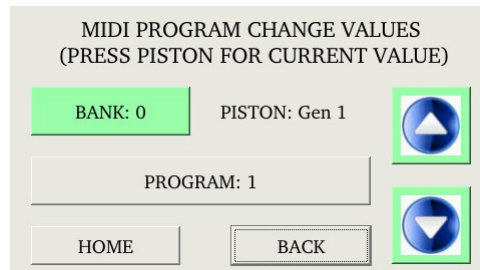 MIDI PROGRAM CHANGE VALUES
(PRESS PISTON FOR CURRENT VALUE)
BANK: 0
PISTON: Gen 1
PROGRAM: 1
HOME
BACK